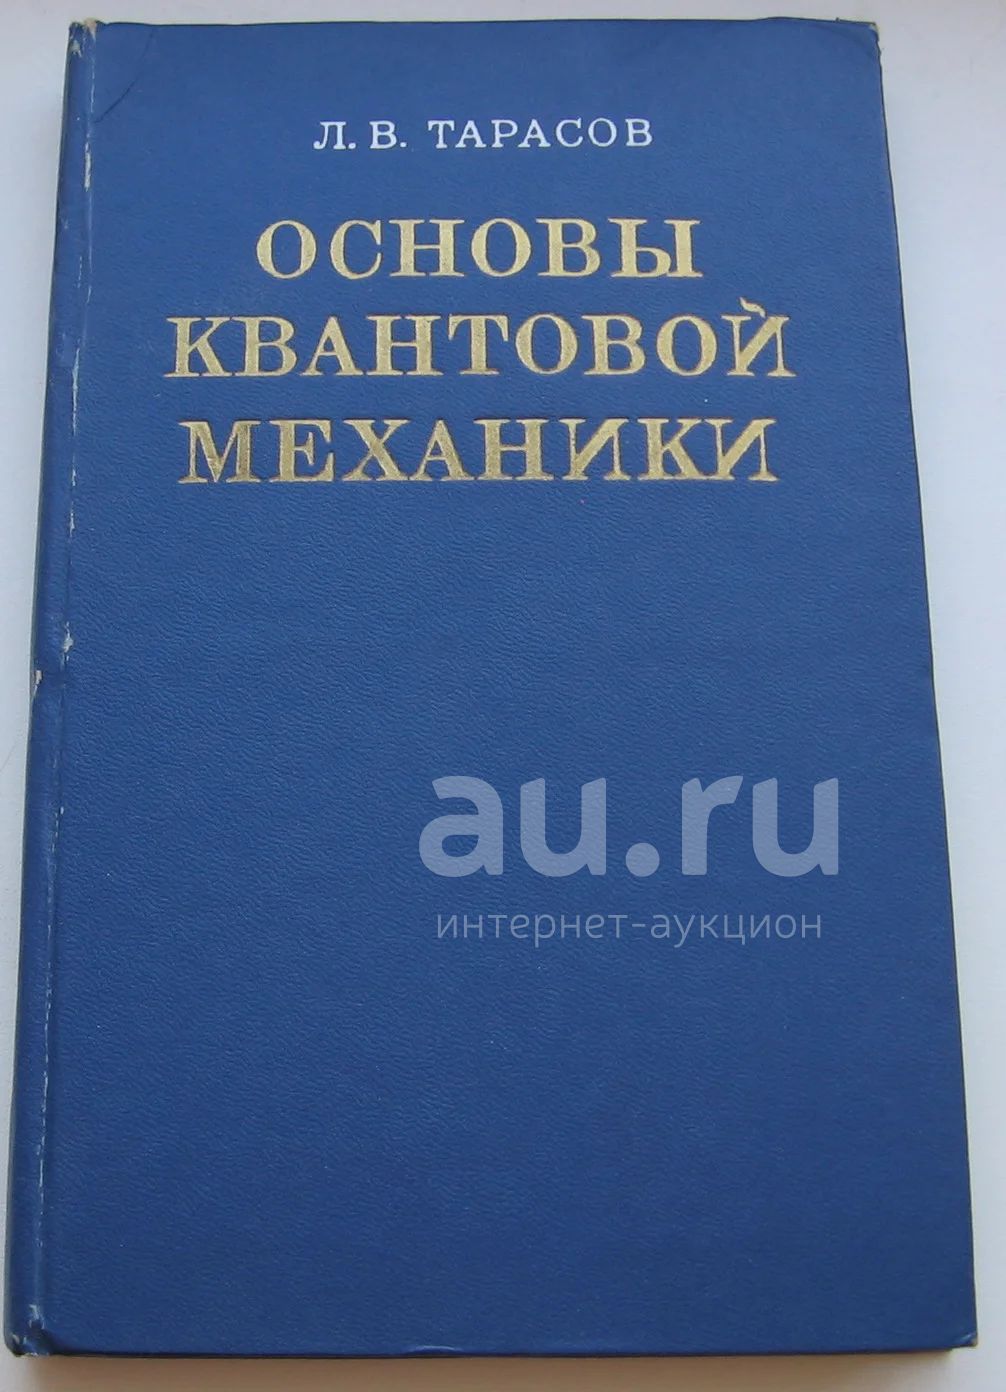 Л. В. ТАРАСОВ
ОСНОВЫ
КВАНТОВОЙ
МЕХАНИКИ
au.ru
интернет-аукцион